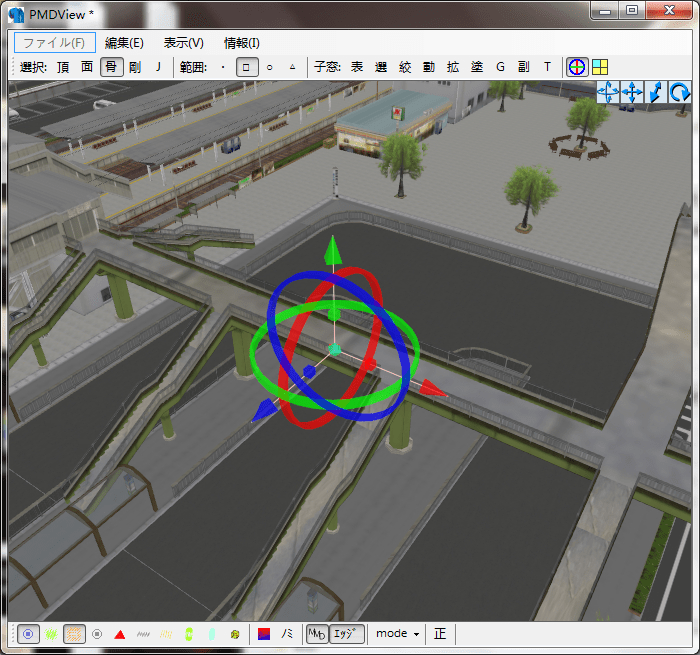 PMDView *
ファイル(F) 編集(E) 表示(V) 情報(I)
選択: 頂 面 骨 剛 J 範囲: · □ ○ △ 子窓: 表 選 絞 動 拡 塗 G 副 T
ﾉﾐ MMD ｴｯｼﾞ mode 正